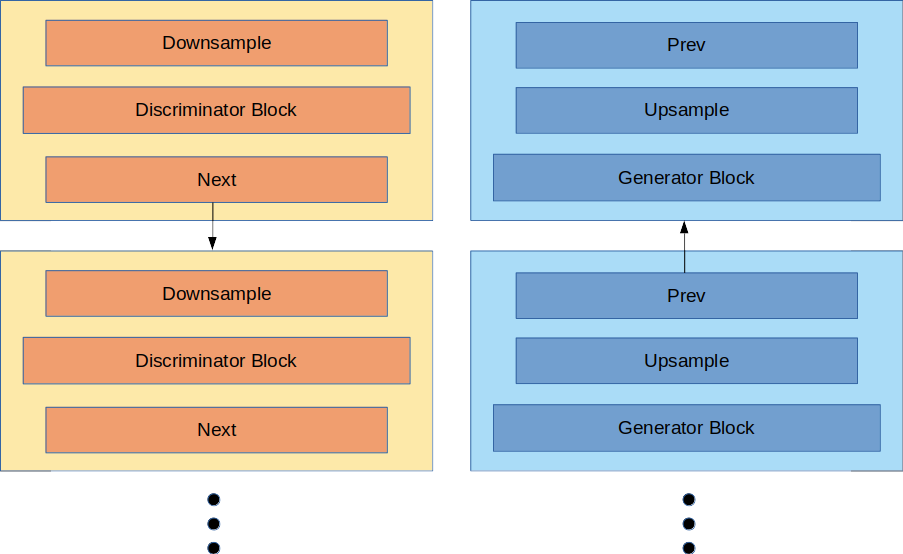 Downsample
Discriminator Block
Next
Downsample
Discriminator Block
Next
Prev
Upsample
Generator Block
Prev
Upsample
Generator Block